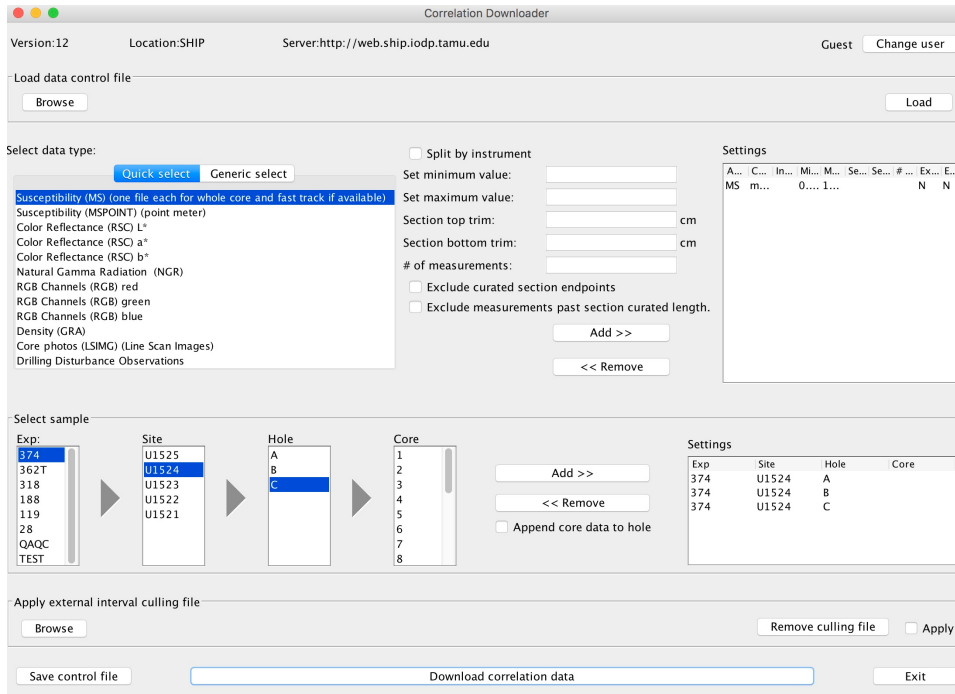 Correlation Downloader
Version:12 Location:SHIP Server:http://web.ship.iodp.tamu.edu Guest Change user
Load data control file
Browse Load
Select data type:
Quick select Generic select
Susceptibility (MS) (one file each for whole core and fast track if available)
Susceptibility (MSPOINT) (point meter)
Color Reflectance (RSC) L*
Color Reflectance (RSC) a*
Color Reflectance (RSC) b*
Natural Gamma Radiation (NGR)
RGB Channels (RGB) red
RGB Channels (RGB) green
RGB Channels (RGB) blue
Density (GRA)
Core photos (LSIMG) (Line Scan Images)
Drilling Disturbance Observations
Split by instrument
Set minimum value:
Set maximum value:
Section top trim: cm
Section bottom trim: cm
# of measurements:
Exclude curated section endpoints
Exclude measurements past section curated length.
Add >>
<< Remove
Settings
A... C... In... Mi... M... Se... Se... # ... Ex... E...
MS m... 0.... 1... N N
Select sample
Exp:
374
362T
318
188
119
28
QAQC
TEST
Site
U1525
U1524
U1523
U1522
U1521
Hole
A
B
C
Core
1
2
3
4
5
6
7
8
Add >>
<< Remove
Append core data to hole
Settings
Exp Site Hole Core
374 U1524 A
374 U1524 B
374 U1524 C
Apply external interval culling file
Browse Remove culling file Apply
Save control file Download correlation data Exit